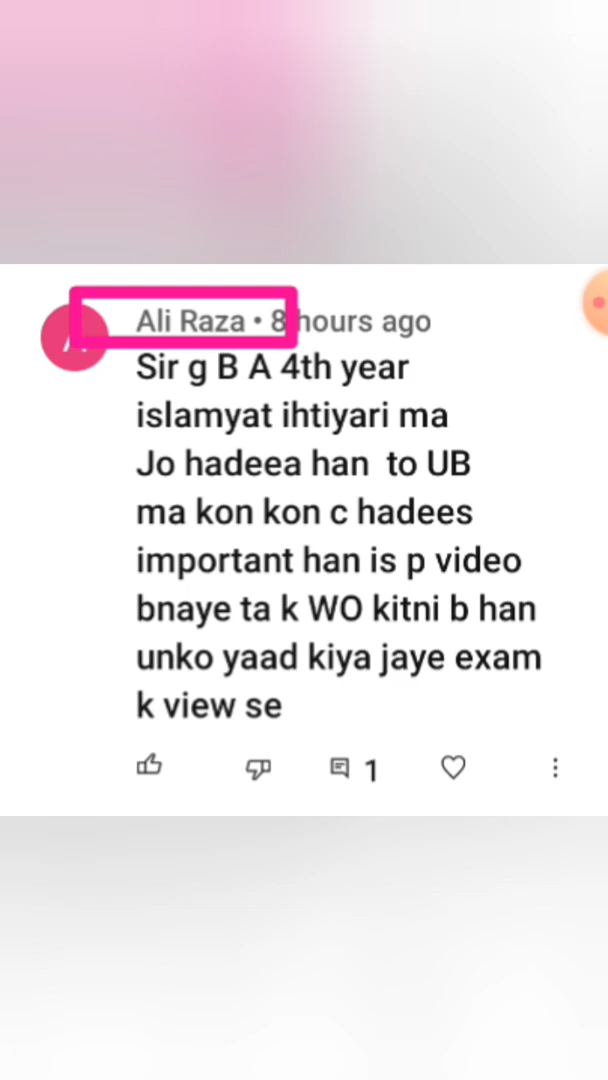 Ali Raza • 8 hours ago
Sir g B A 4th year
islamyat ihtiyari ma
Jo hadeea han to UB
ma kon kon c hadees
important han is p video
bnaye ta k WO kitni b han
unko yaad kiya jaye exam
k view se
1